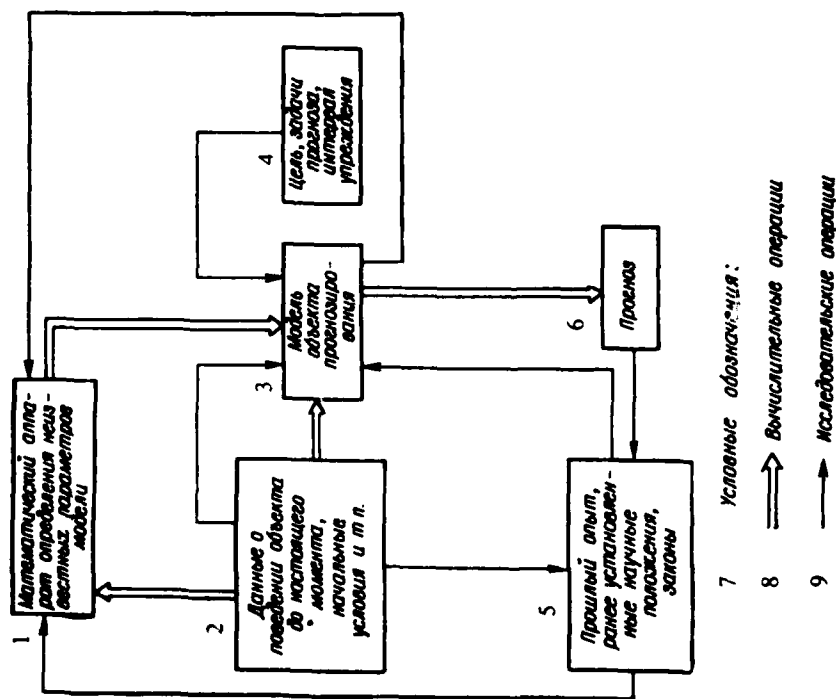 1
Математический аппа-
рат определения неиз-
вестных параметров
модели
2
Данные о
поведении объекта
до настоящего
момента,
начальные
условия и т п.
3
Модель
объекта
прогнозиро-
вания
4
Цель, задачи
прогноза,
интервал
упреждения
5
Прошлый опыт,
ранее установлен-
ные научные
положения,
законы
6
Прогноз
7 Условные обозначения:
8 Вычислительные операции
9 Исследовательские операции